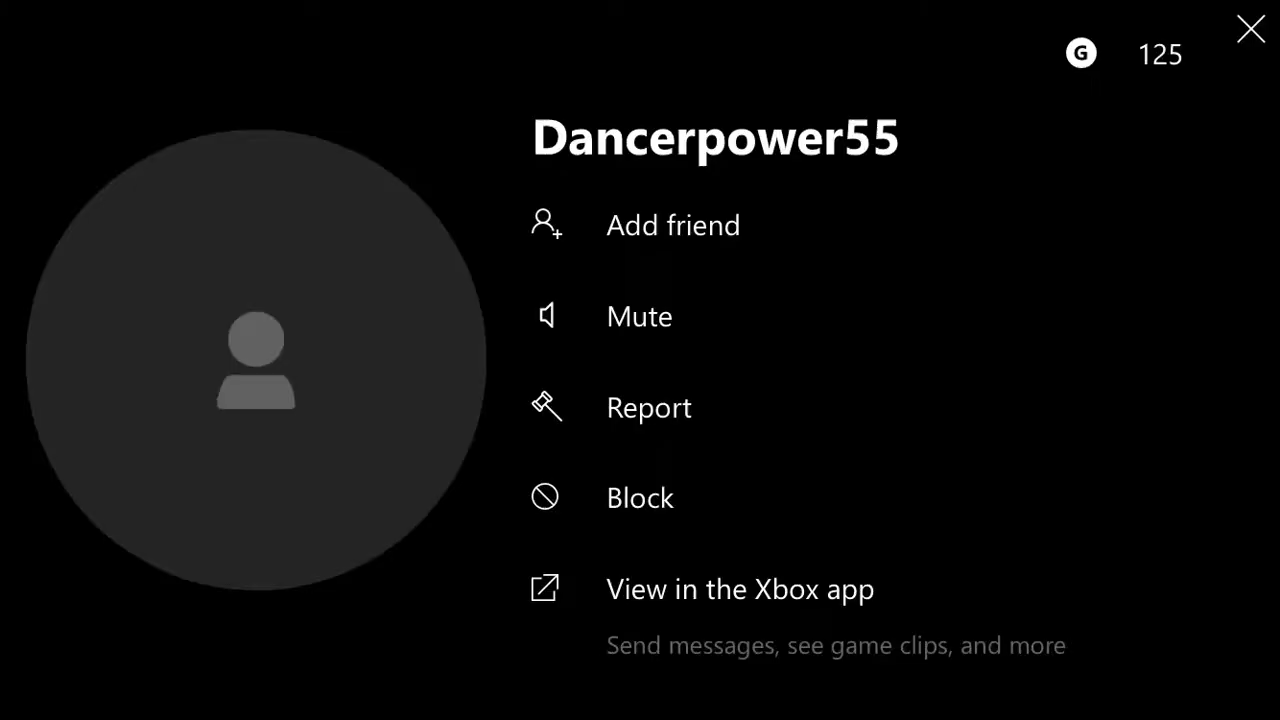 G 125
Dancerpower55
Add friend
Mute
Report
Block
View in the Xbox app
Send messages, see game clips, and more